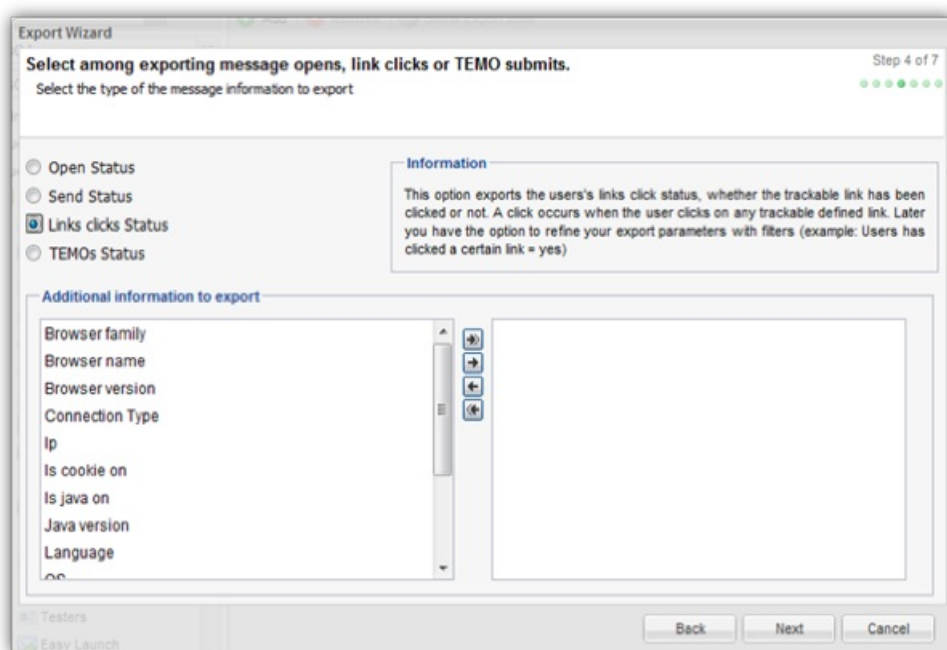 Export Wizard
Select among exporting message opens, link clicks or TEMO submits.
Step 4 of 7
Select the type of the message information to export
Open Status
Send Status
Links clicks Status
TEMOs Status
Information
This option exports the users's links click status, whether the trackable link has been
clicked or not. A click occurs when the user clicks on any trackable defined link. Later
you have the option to refine your export parameters with filters (example: Users has
clicked a certain link = yes)
Additional information to export
Browser family
Browser name
Browser version
Connection Type
Ip
Is cookie on
Is java on
Java version
Language
OS
Testers
Easy Launch
Back
Next
Cancel